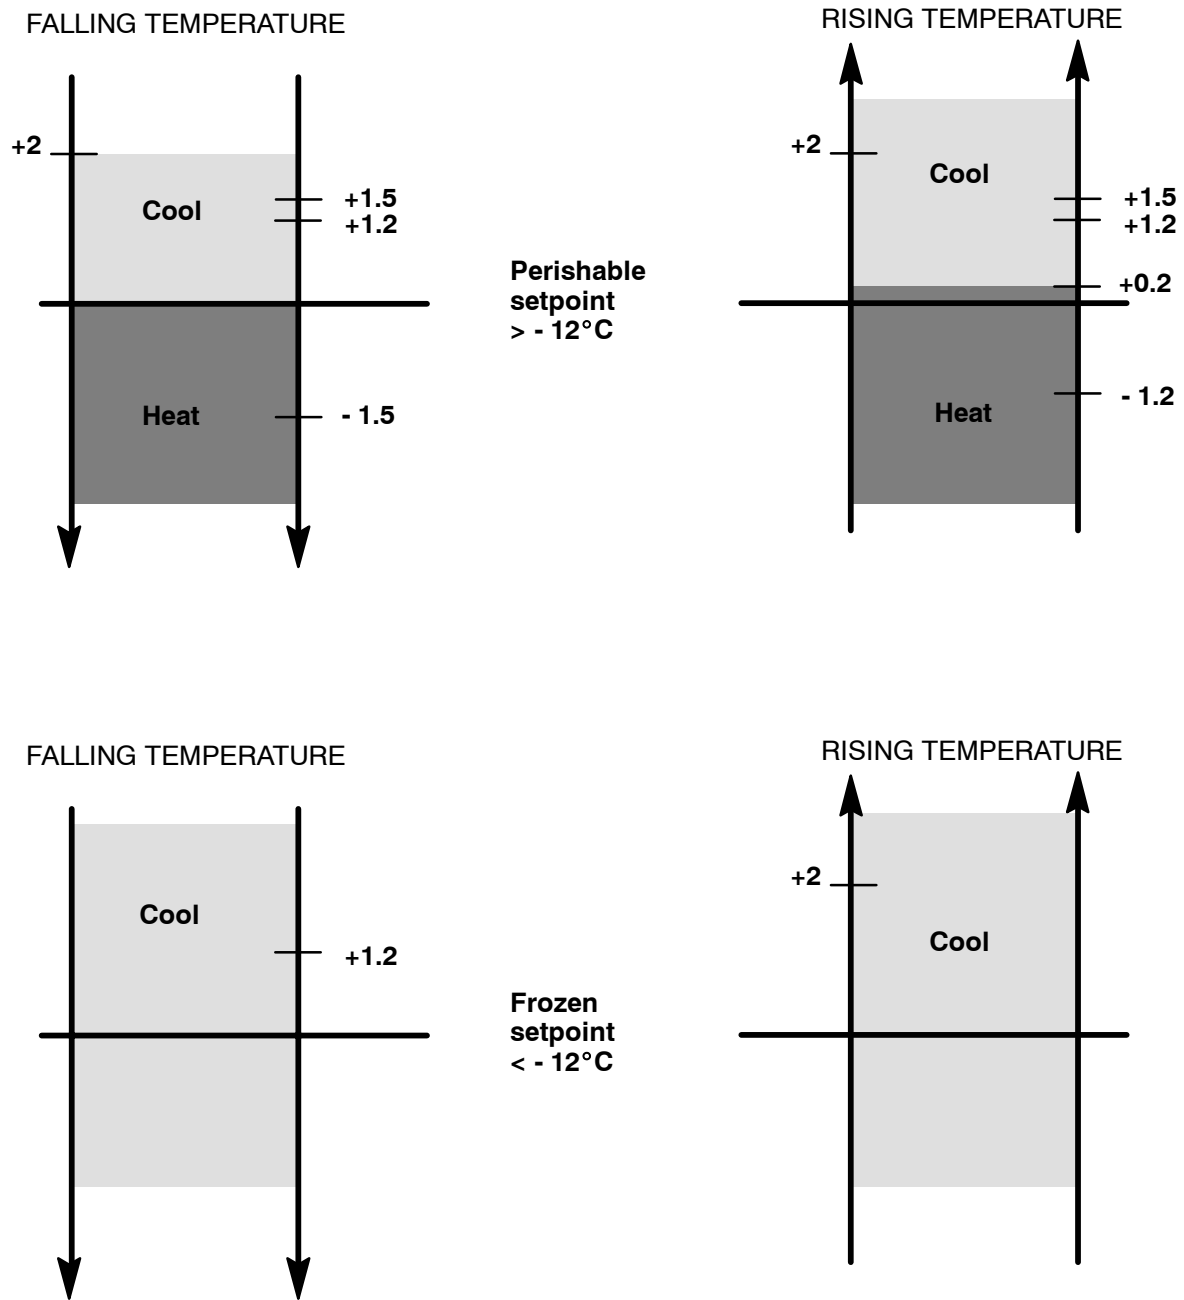 FALLING TEMPERATURE
RISING TEMPERATURE
+2
Cool
+1.5
+1.2
Heat
- 1.5
Perishable
setpoint
> - 12°C
+2
Cool
+1.5
+1.2
+0.2
- 1.2
Heat
FALLING TEMPERATURE
RISING TEMPERATURE
Cool
+1.2
Frozen
setpoint
< - 12°C
+2
Cool